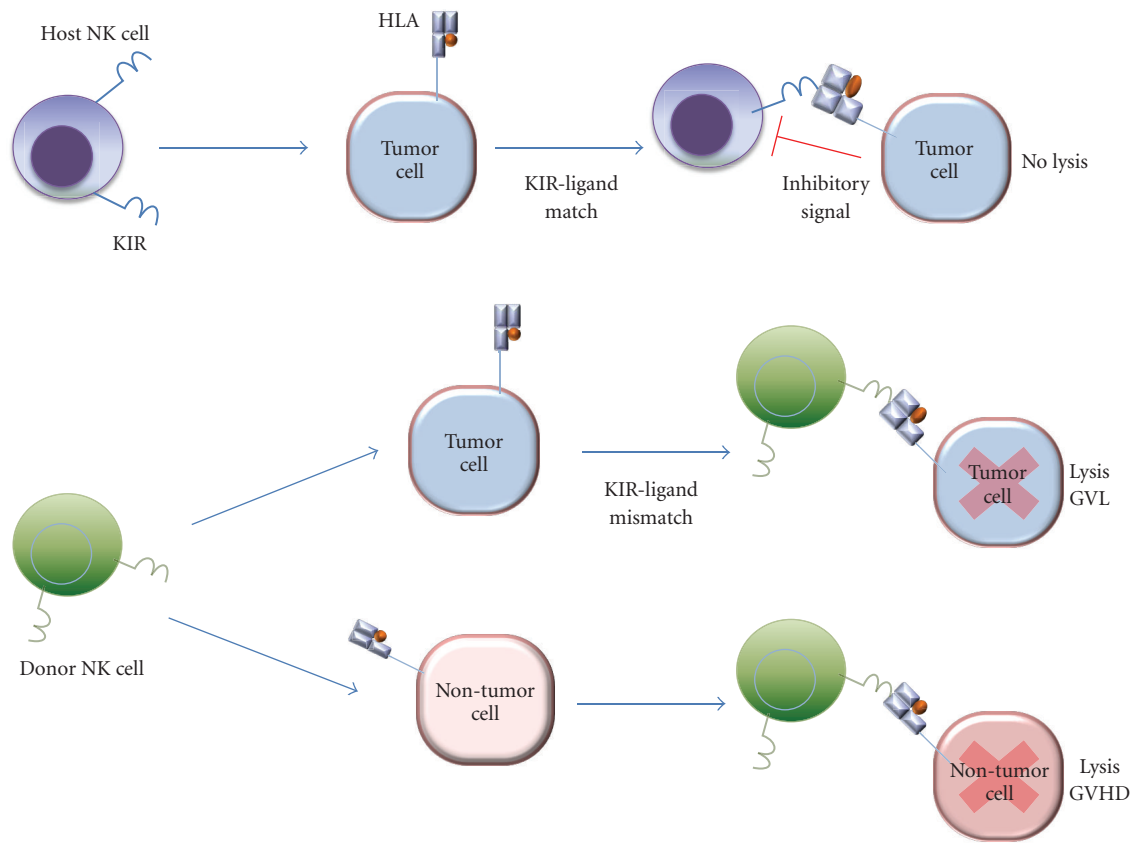 Host NK cell
HLA
KIR
Tumor
cell
KIR-ligand
match
Inhibitory
signal
Tumor
cell
No lysis
Donor NK cell
Tumor
cell
KIR-ligand
mismatch
Tumor
cell
Lysis
GVL
Non-tumor
cell
Non-tumor
cell
Lysis
GVHD